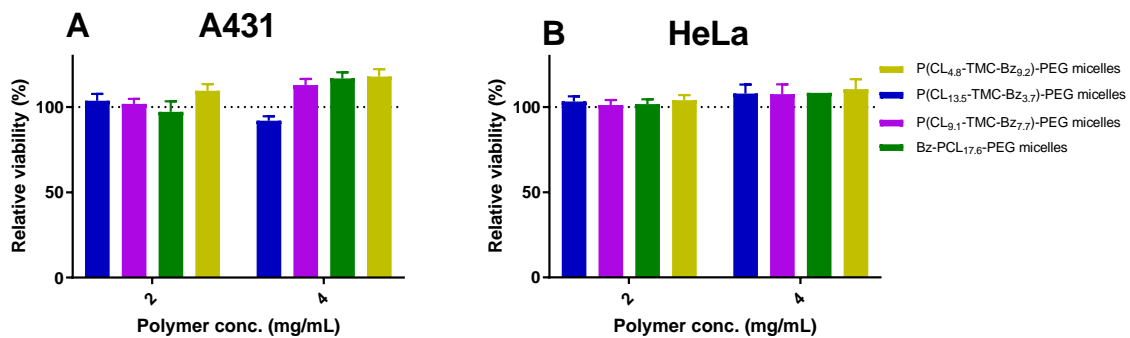 A
A431
Relative viability (%)
100
50
0
2
4
Polymer conc. (mg/mL)
B
HeLa
Relative viability (%)
100
50
0
2
4
Polymer conc. (mg/mL)
P(CL4.8-TMC-Bz9.2)-PEG micelles
P(CL13.5-TMC-Bz3.7)-PEG micelles
P(CL9.1-TMC-Bz7.7)-PEG micelles
Bz-PCL17.6-PEG micelles